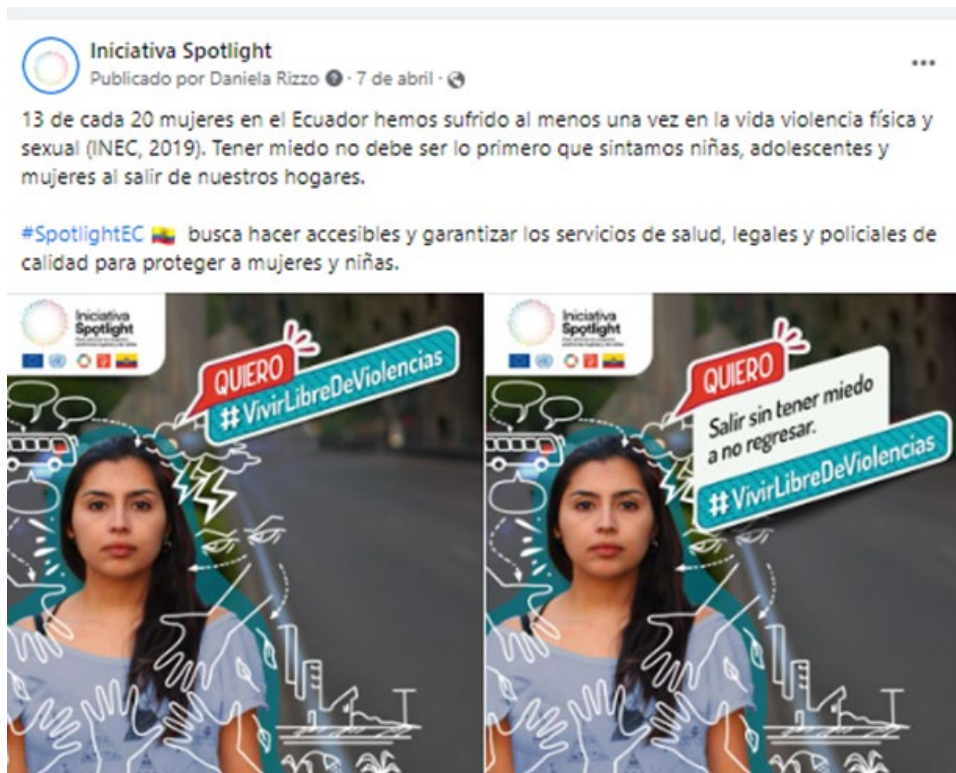 Iniciativa Spotlight
Publicado por Daniela Rizzo · 7 de abril ·
13 de cada 20 mujeres en el Ecuador hemos sufrido al menos una vez en la vida violencia física y
sexual (INEC, 2019). Tener miedo no debe ser lo primero que sintamos niñas, adolescentes y
mujeres al salir de nuestros hogares.
#SpotlightEC busca hacer accesibles y garantizar los servicios de salud, legales y policiales de
calidad para proteger a mujeres y niñas.
Iniciativa
Spotlight
QUIERO
#VivirLibreDeViolencias
Iniciativa
Spotlight
QUIERO
Salir sin tener miedo
a no regresar.
#VivirLibreDeViolencias